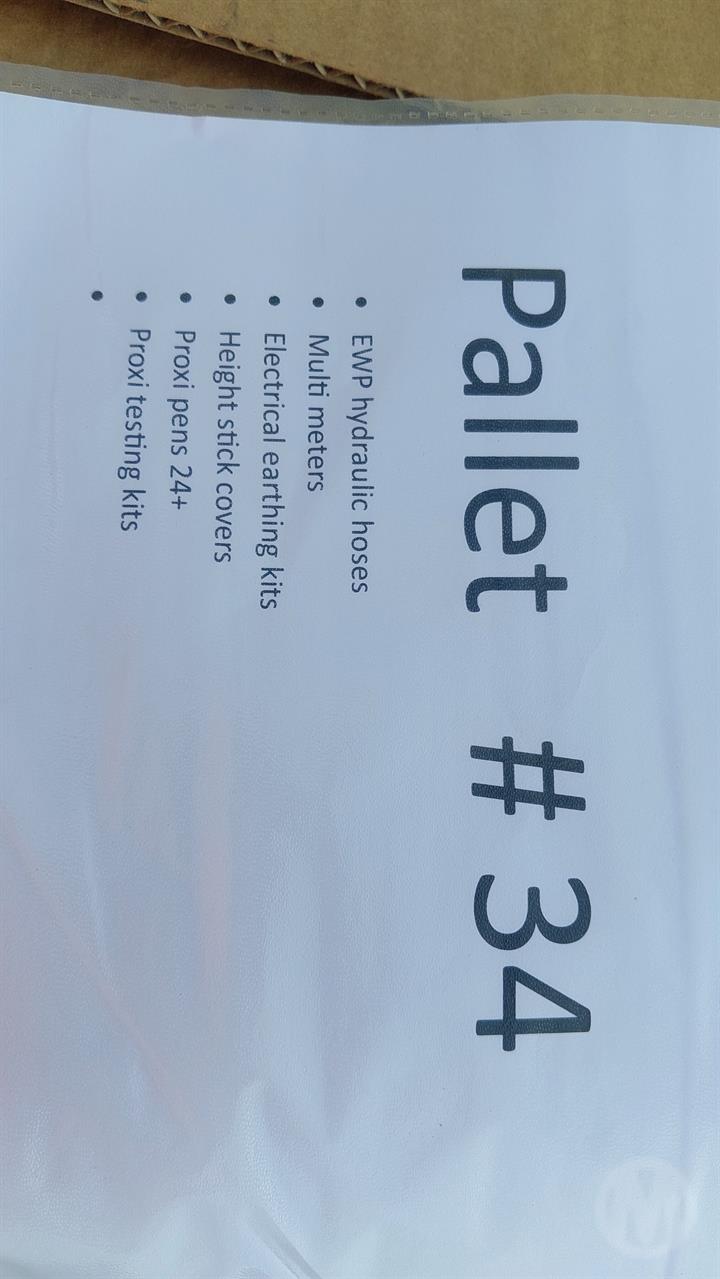 Pallet # 34
• EWP hydraulic hoses
• Multi meters
• Electrical earthing kits
• Height stick covers
• Proxi pens 24+
• Proxi testing kits
•
M